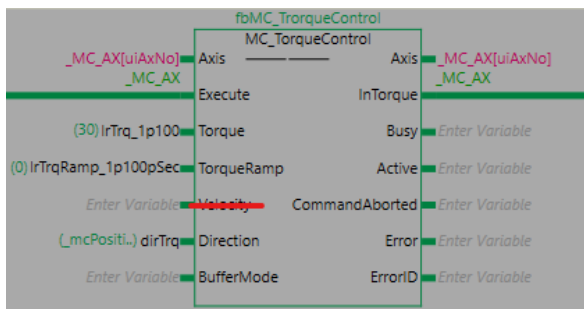 fbMC_TrorqueControl
MC_TorqueControl
_MC_AX[uiAxNo] Axis Axis _MC_AX[uiAxNo]
_MC_AX _MC_AX
Execute InTorque
(30) lrTrq_1p100 Torque Busy Enter Variable
(0) lrTrqRamp_1p100pSec TorqueRamp Active Enter Variable
Enter Variable Velocity CommandAborted Enter Variable
(_mcPositi..) dirTrq Direction Error Enter Variable
Enter Variable BufferMode ErrorID Enter Variable